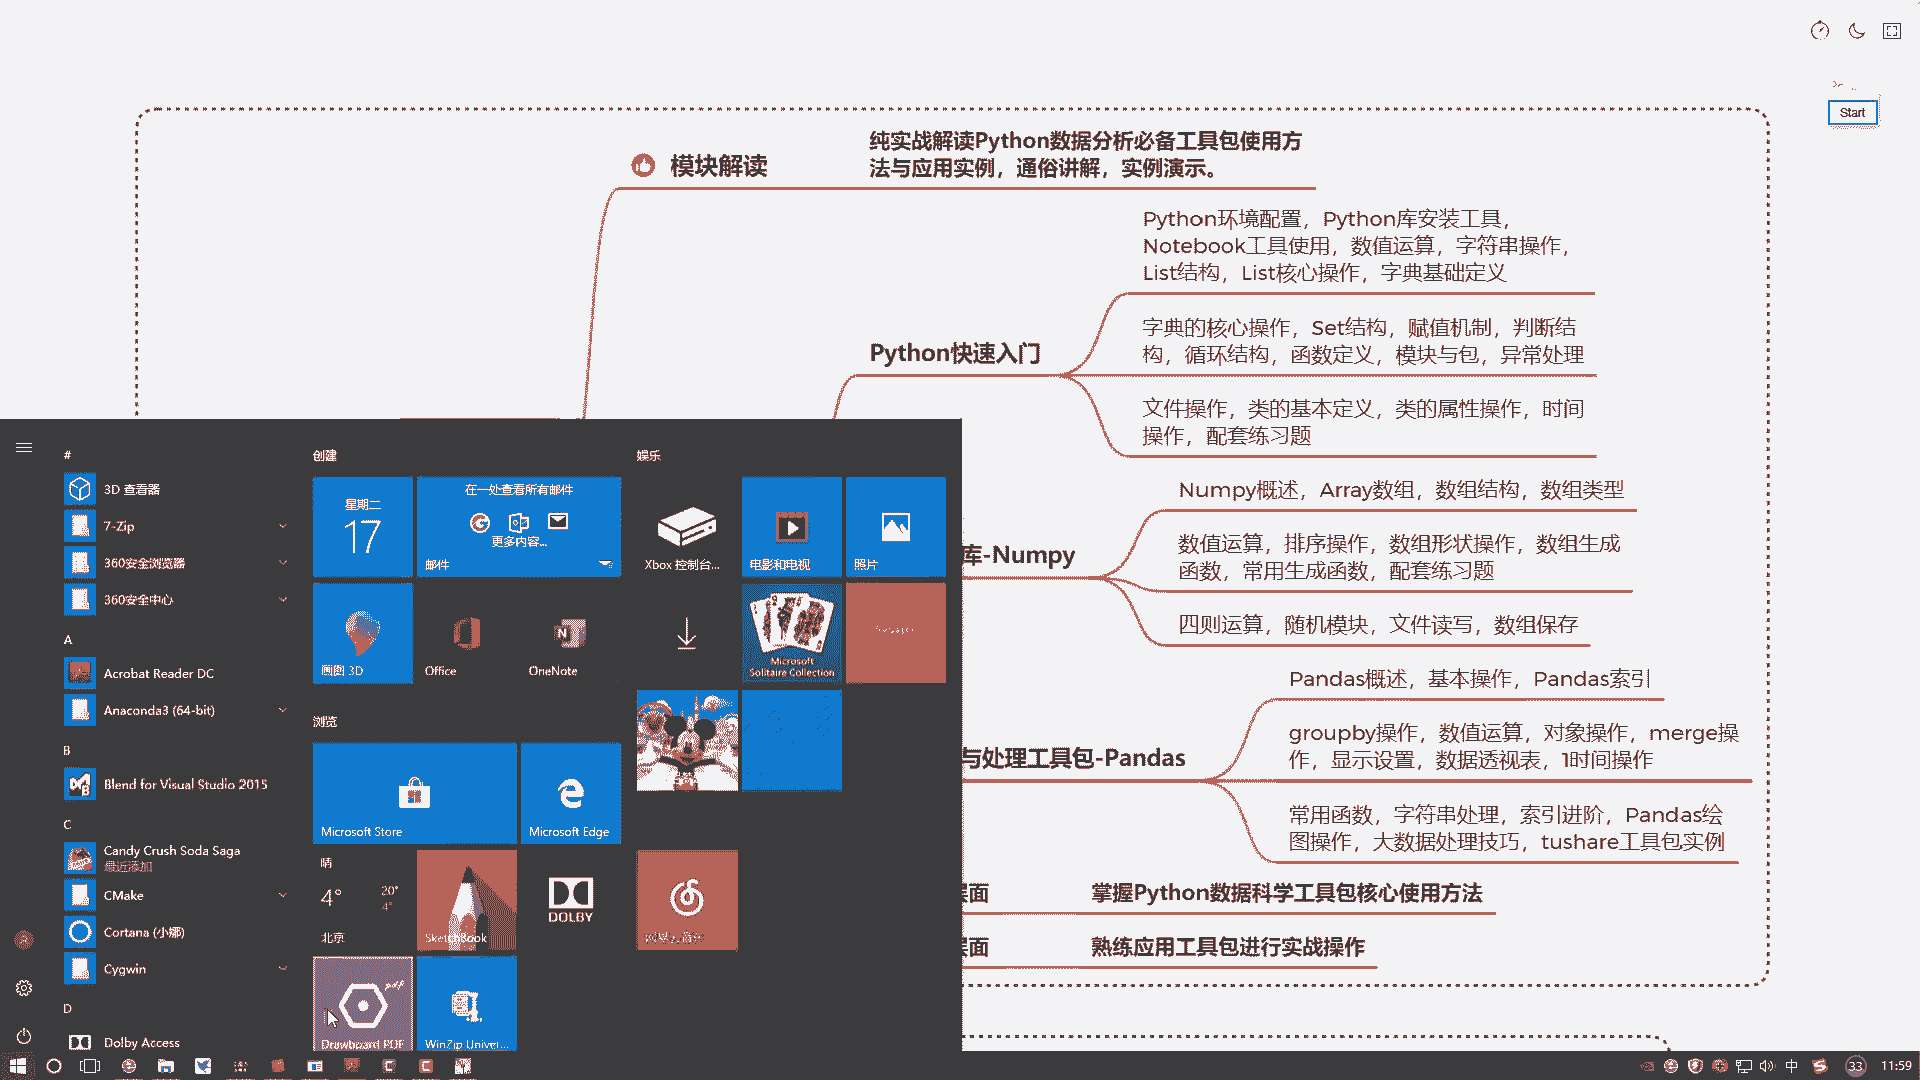 Start
模块解读
纯实战解读Python数据分析必备工具包使用方
法与应用实例，通俗讲解，实例演示。
Python快速入门
Python环境配置，Python库安装工具，
Notebook工具使用，数值运算，字符串操作，
List结构，List核心操作，字典基础定义
字典的核心操作，Set结构，赋值机制，判断结
构，循环结构，函数定义，模块与包，异常处理
文件操作，类的基本定义，类的属性操作，时间
操作，配套练习题
库-Numpy
Numpy概述，Array数组，数组结构，数组类型
数值运算，排序操作，数组形状操作，数组生成
函数，常用生成函数，配套练习题
四则运算，随机模块，文件读写，数组保存
与处理工具包-Pandas
Pandas概述，基本操作，Pandas索引
groupby操作，数值运算，对象操作，merge操
作，显示设置，数据透视表，1时间操作
常用函数，字符串处理，索引进阶，Pandas绘
图操作，大数据处理技巧，tushare工具包实例
层面
掌握Python数据科学工具包核心使用方法
层面
熟练应用工具包进行实战操作
#
3D 查看器
7-Zip
360安全浏览器
360安全中心
A
Acrobat Reader DC
Anaconda3 (64-bit)
B
Blend for Visual Studio 2015
C
Candy Crush Soda Saga
最近添加
CMake
Cortana (小娜)
Cygwin
D
Dolby Access
创建
星期二
17
在一处查看所有邮件
更多内容...
邮件
画图 3D
Office
OneNote
浏览
Microsoft Store
Microsoft Edge
晴
4°
20°
4°
北京
SketchBook
DOLBY
pdf
Drawboard PDF
WinZip Univer...
娱乐
Xbox 控制台...
电影和电视
照片
Microsoft
Solitaire Collection
网易云音乐
中
33
11:59